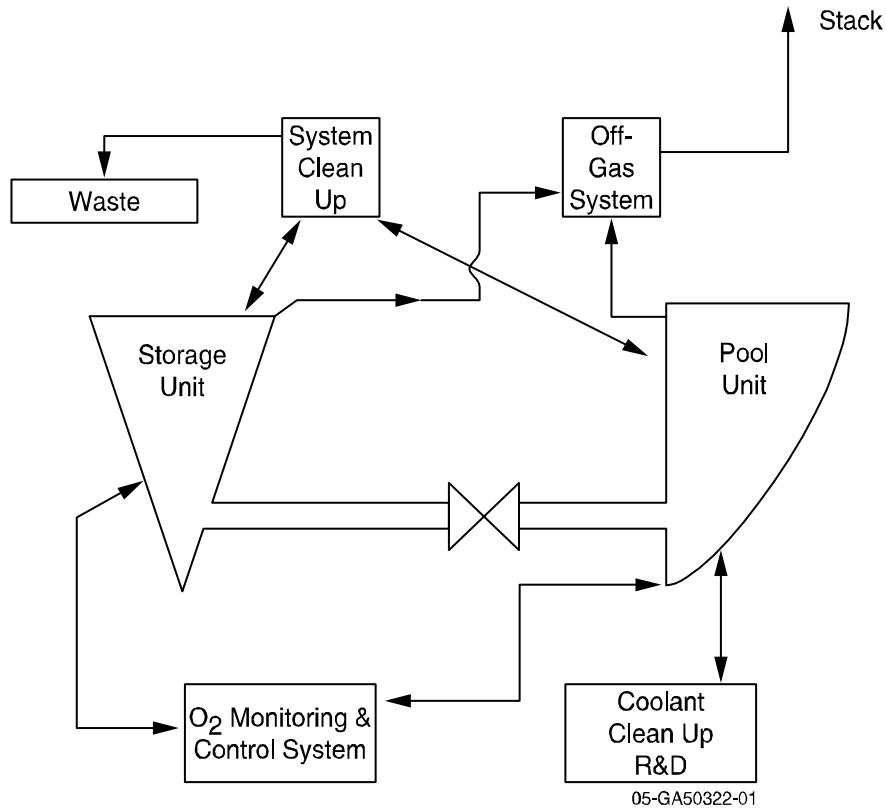 Stack
System
Clean
Up
Off-
Gas
System
Waste
Storage
Unit
Pool
Unit
O2 Monitoring &
Control System
Coolant
Clean Up
R&D
05-GA50322-01